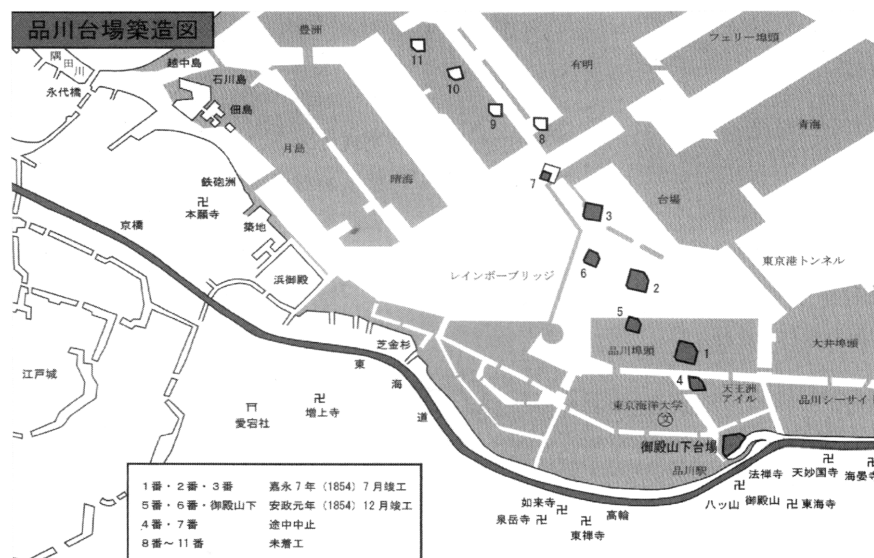 品川台場築造図
豊洲
フェリー埠頭
有明
越中島
隅田川
永代橋
石川島
佃島
11
10
9
8
7
青海
月島
晴海
鉄砲洲
本願寺
築地
京橋
浜御殿
台場
3
6
2
5
1
4
レインボーブリッジ
東京港トンネル
品川埠頭
大井埠頭
芝金杉
東海道
江戸城
愛宕社
増上寺
東京海洋大学
文
天王洲
アイル
品川シーサイド
御殿山下台場
品川駅
法禅寺
天妙国寺
海晏寺
八ッ山
御殿山
東海寺
如来寺
泉岳寺
東禅寺
高輪
1番・2番・3番 嘉永7年(1854)7月竣工
5番・6番・御殿山下 安政元年(1854)12月竣工
4番・7番 途中中止
8番～11番 未着工